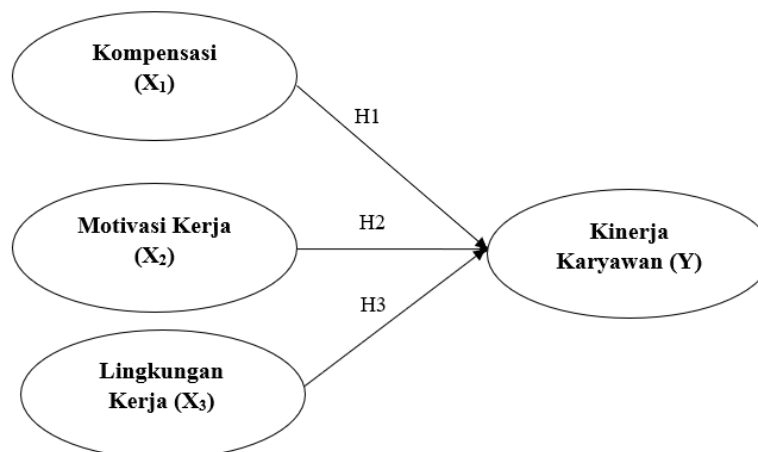 Kompensasi
(X₁)
H1
Motivasi Kerja
(X₂)
H2
Kinerja
Karyawan (Y)
H3
Lingkungan
Kerja (X₃)